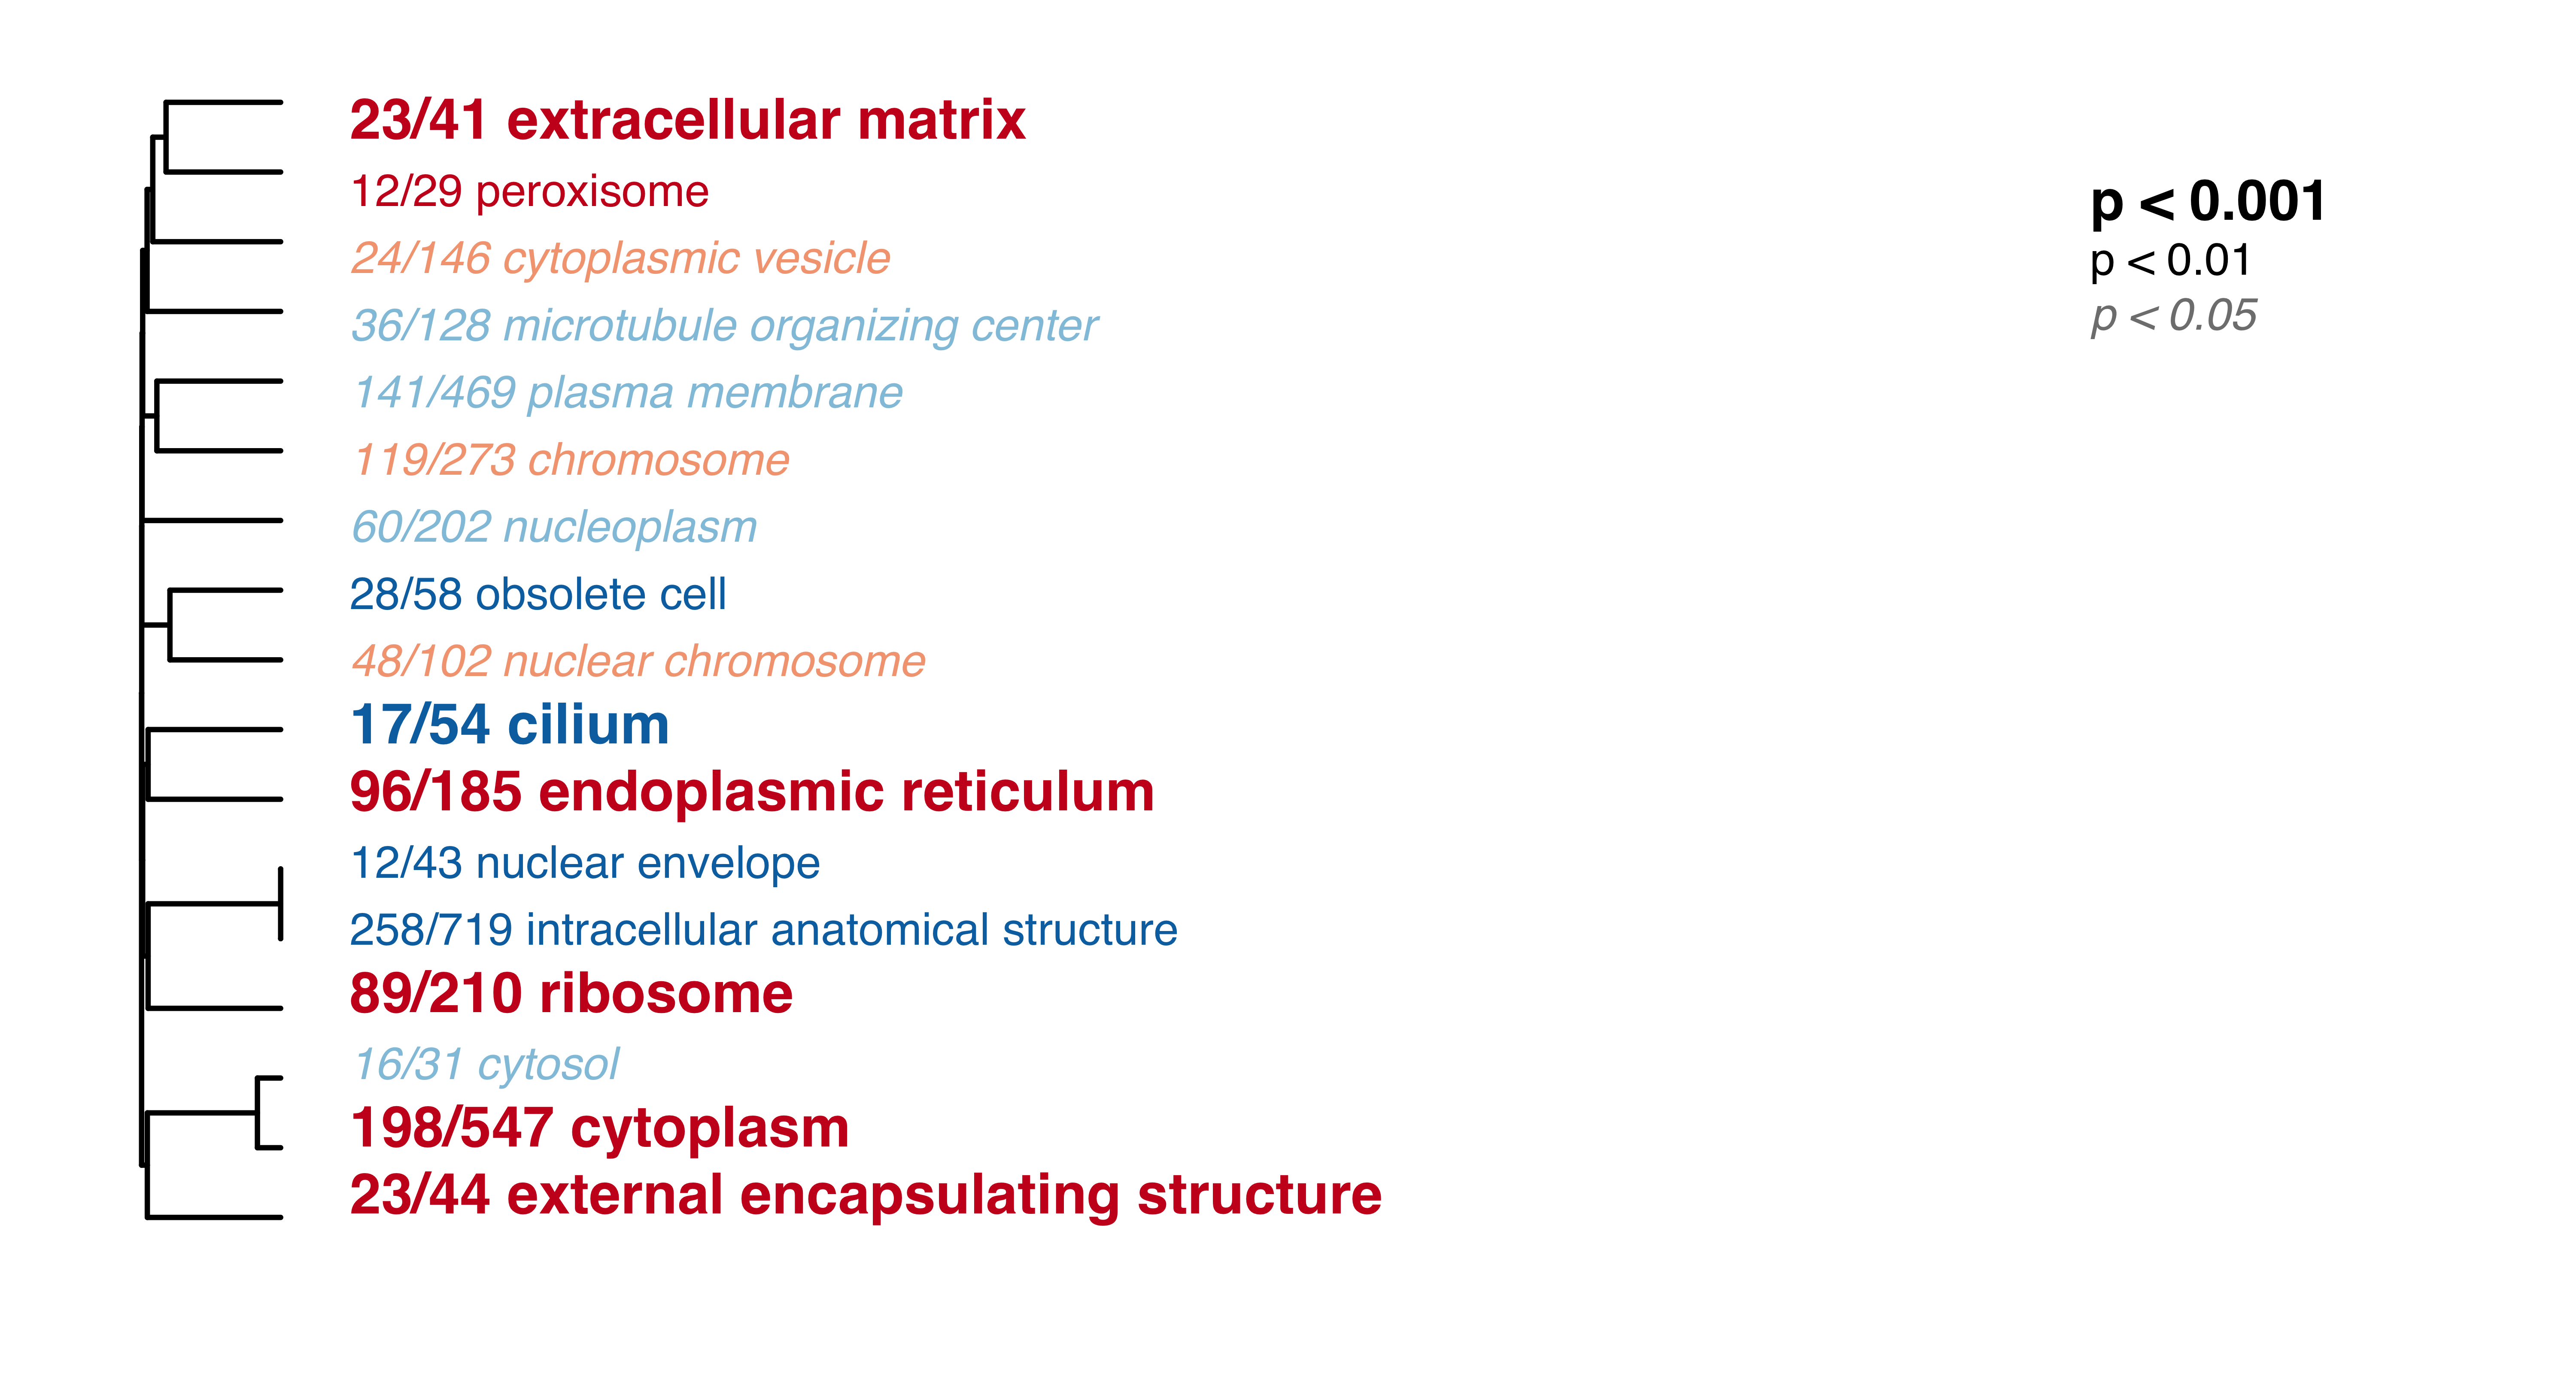 23/41 extracellular matrix
12/29 peroxisome
24/146 cytoplasmic vesicle
36/128 microtubule organizing center
141/469 plasma membrane
119/273 chromosome
60/202 nucleoplasm
28/58 obsolete cell
48/102 nuclear chromosome
17/54 cilium
96/185 endoplasmic reticulum
12/43 nuclear envelope
258/719 intracellular anatomical structure
89/210 ribosome
16/31 cytosol
198/547 cytoplasm
23/44 external encapsulating structure
p < 0.001
p < 0.01
p < 0.05